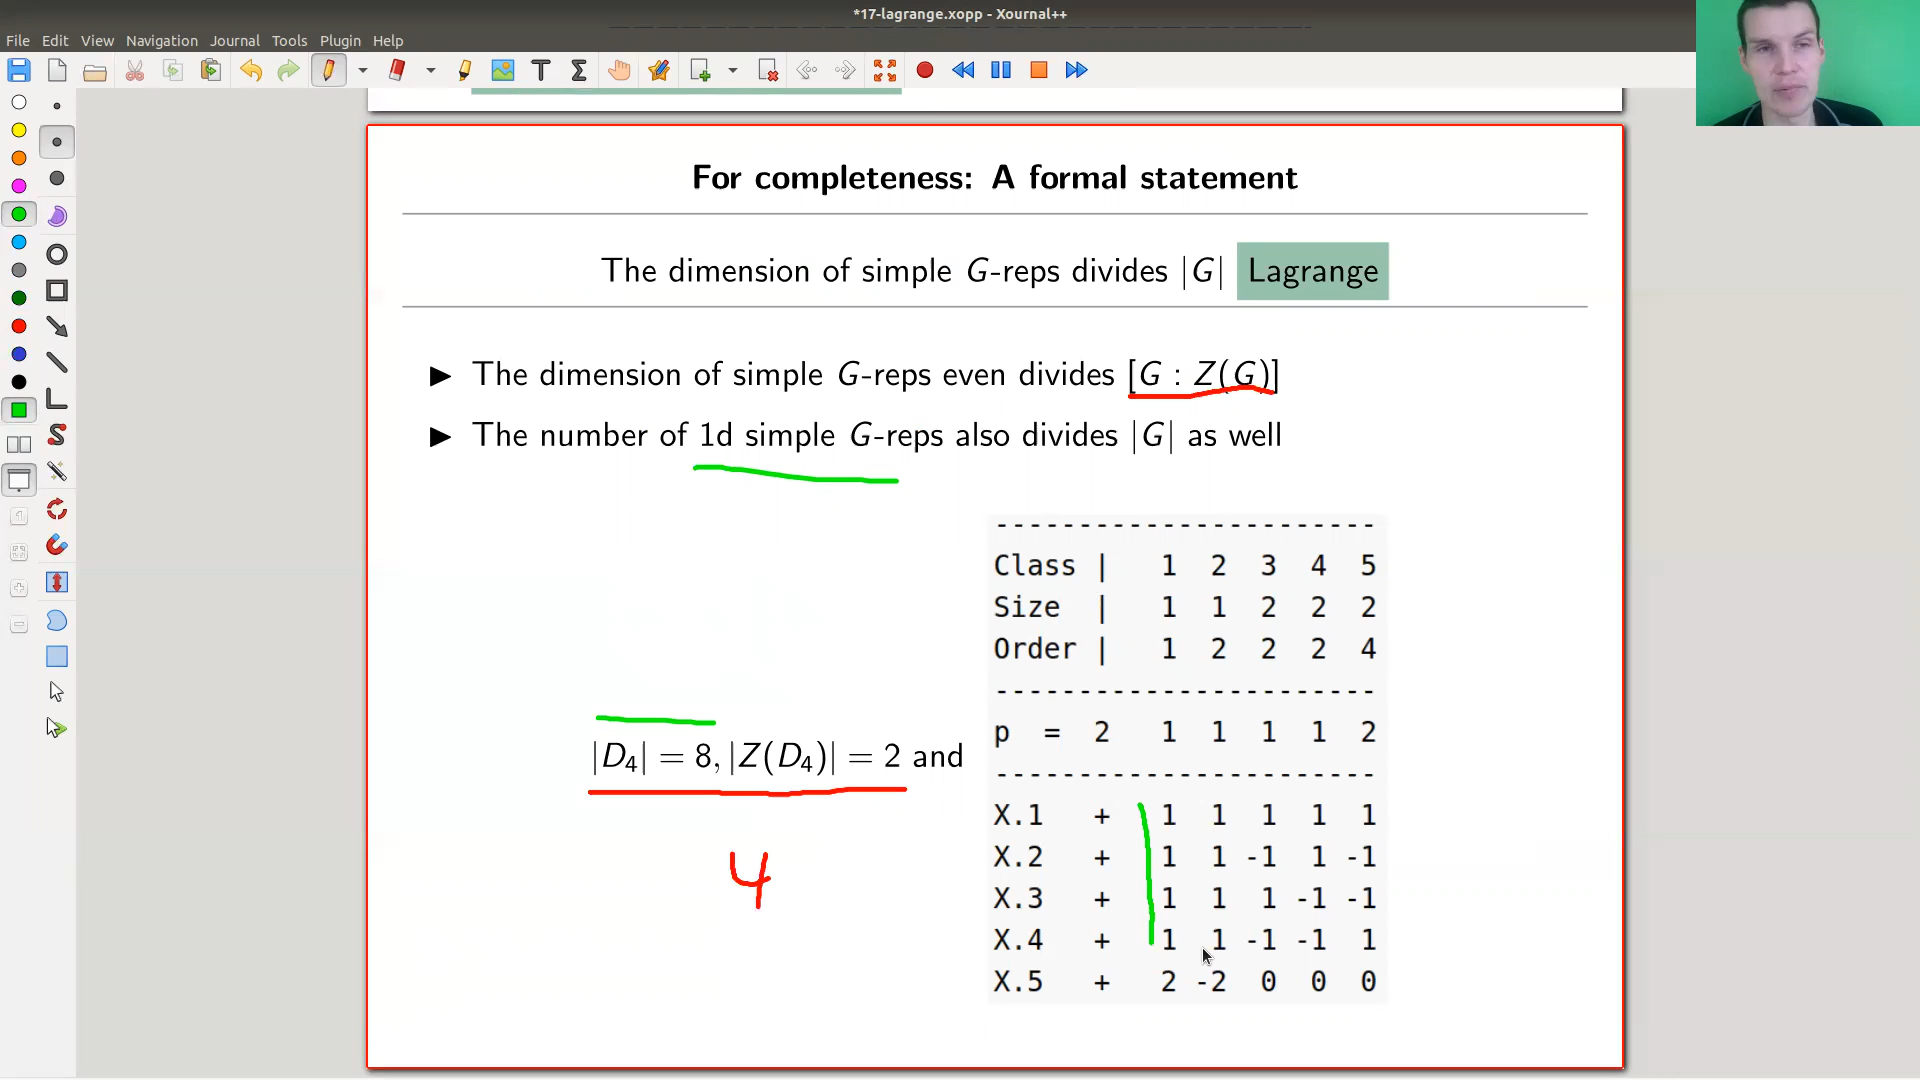 *17-lagrange.xopp - Xournal++
File Edit View Navigation Journal Tools Plugin Help
For completeness: A formal statement
The dimension of simple G-reps divides |G| Lagrange
▶ The dimension of simple G-reps even divides [G : Z(G)]
▶ The number of 1d simple G-reps also divides |G| as well
-----------------------
Class | 1 2 3 4 5
Size | 1 1 2 2 2
Order | 1 2 2 2 4
-----------------------
p = 2 1 1 1 1 2
-----------------------
|D₄| = 8, |Z(D₄)| = 2 and
X.1 + 1 1 1 1 1
X.2 + 1 1 -1 1 -1
X.3 + 1 1 1 -1 -1
X.4 + 1 1 -1 -1 1
X.5 + 2 -2 0 0 0
4